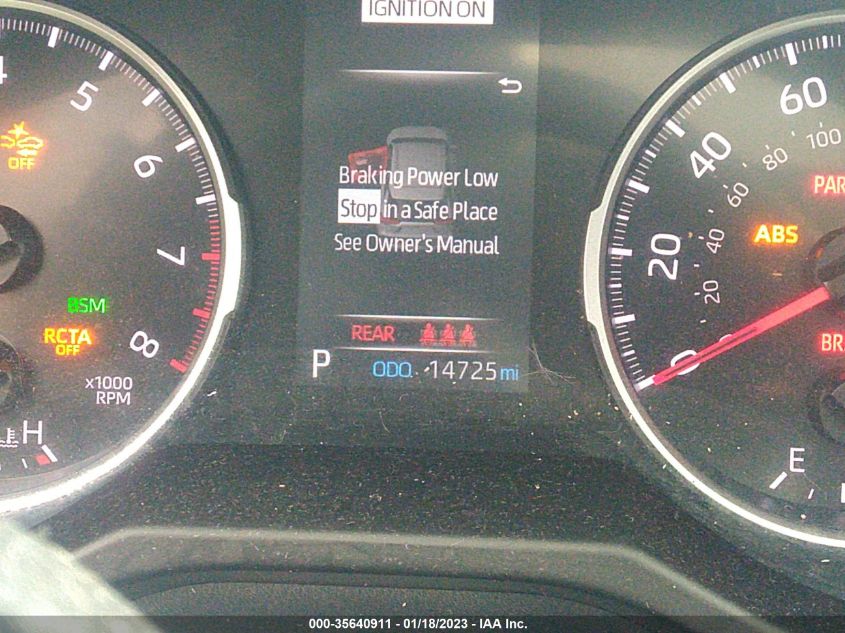 IGNITION ON
4
5
6
7
8
OFF
BSM
RCTA
OFF
x1000
RPM
H
Braking Power Low
Stop in a Safe Place
See Owner's Manual
REAR
P ODO 14725 mi
60
40
20
0
100
80
60
40
20
ABS
E
000-35640911 - 01/18/2023 - IAA Inc.